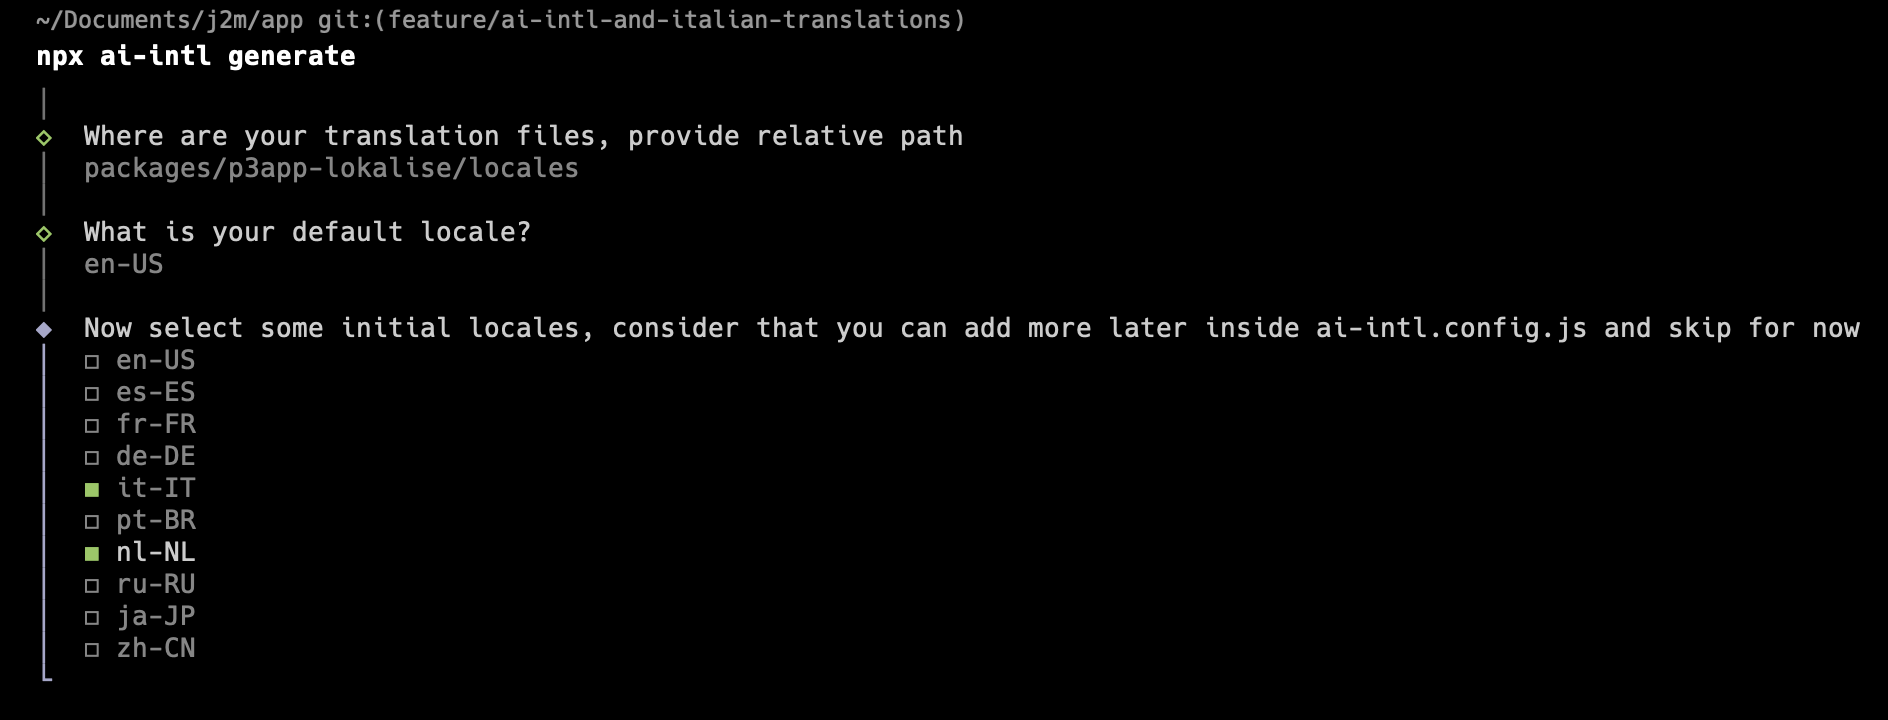 ~/Documents/j2m/app git:(feature/ai-intl-and-italian-translations)
npx ai-intl generate
Where are your translation files, provide relative path
packages/p3app-lokalise/locales
What is your default locale?
en-US
Now select some initial locales, consider that you can add more later inside ai-intl.config.js and skip for now
en-US
es-ES
fr-FR
de-DE
it-IT
pt-BR
nl-NL
ru-RU
ja-JP
zh-CN